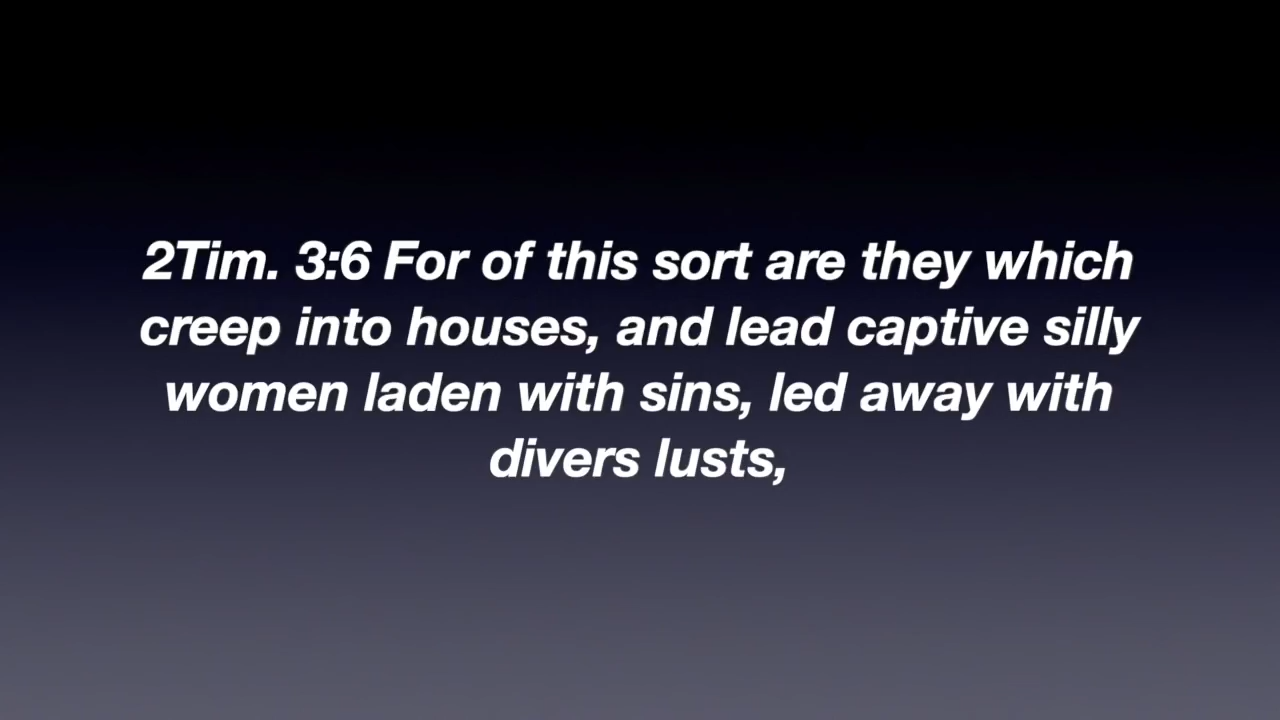 2Tim. 3:6 For of this sort are they which
creep into houses, and lead captive silly
women laden with sins, led away with
divers lusts,